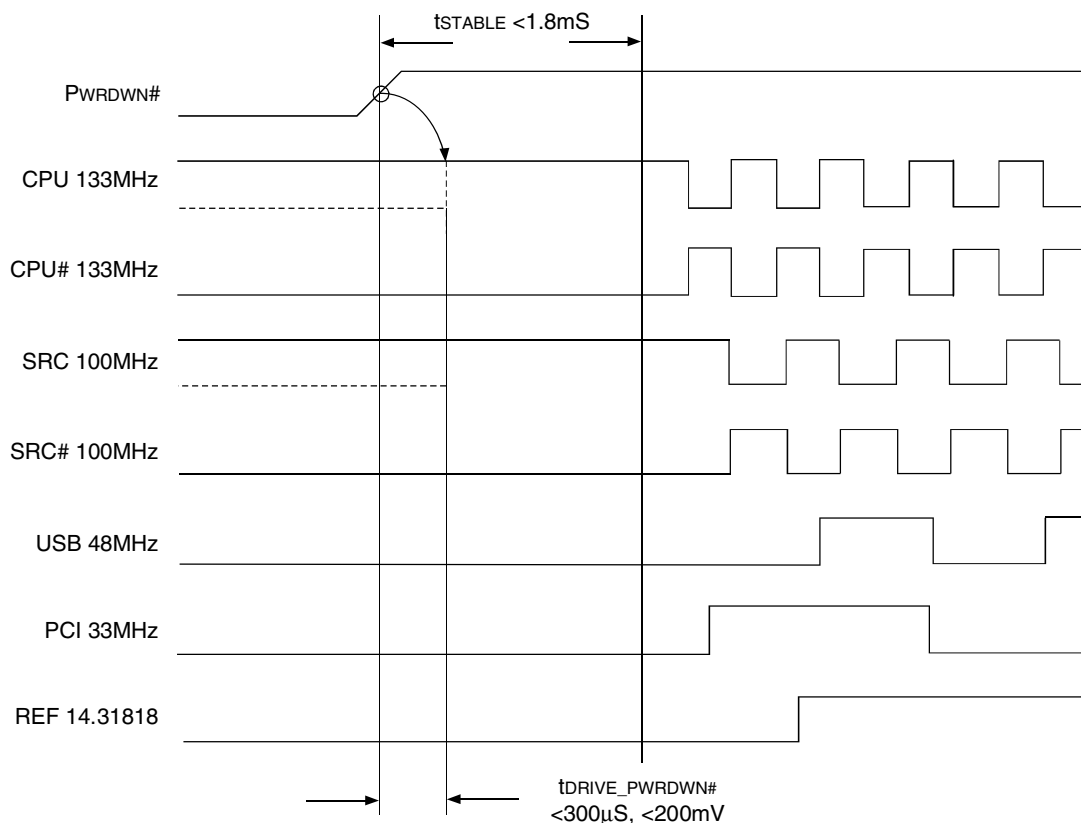 tSTABLE <1.8mS
PWRDWN#
CPU 133MHz
CPU# 133MHz
SRC 100MHz
SRC# 100MHz
USB 48MHz
PCI 33MHz
REF 14.31818
tDRIVE_PWRDWN#
<300µS, <200mV